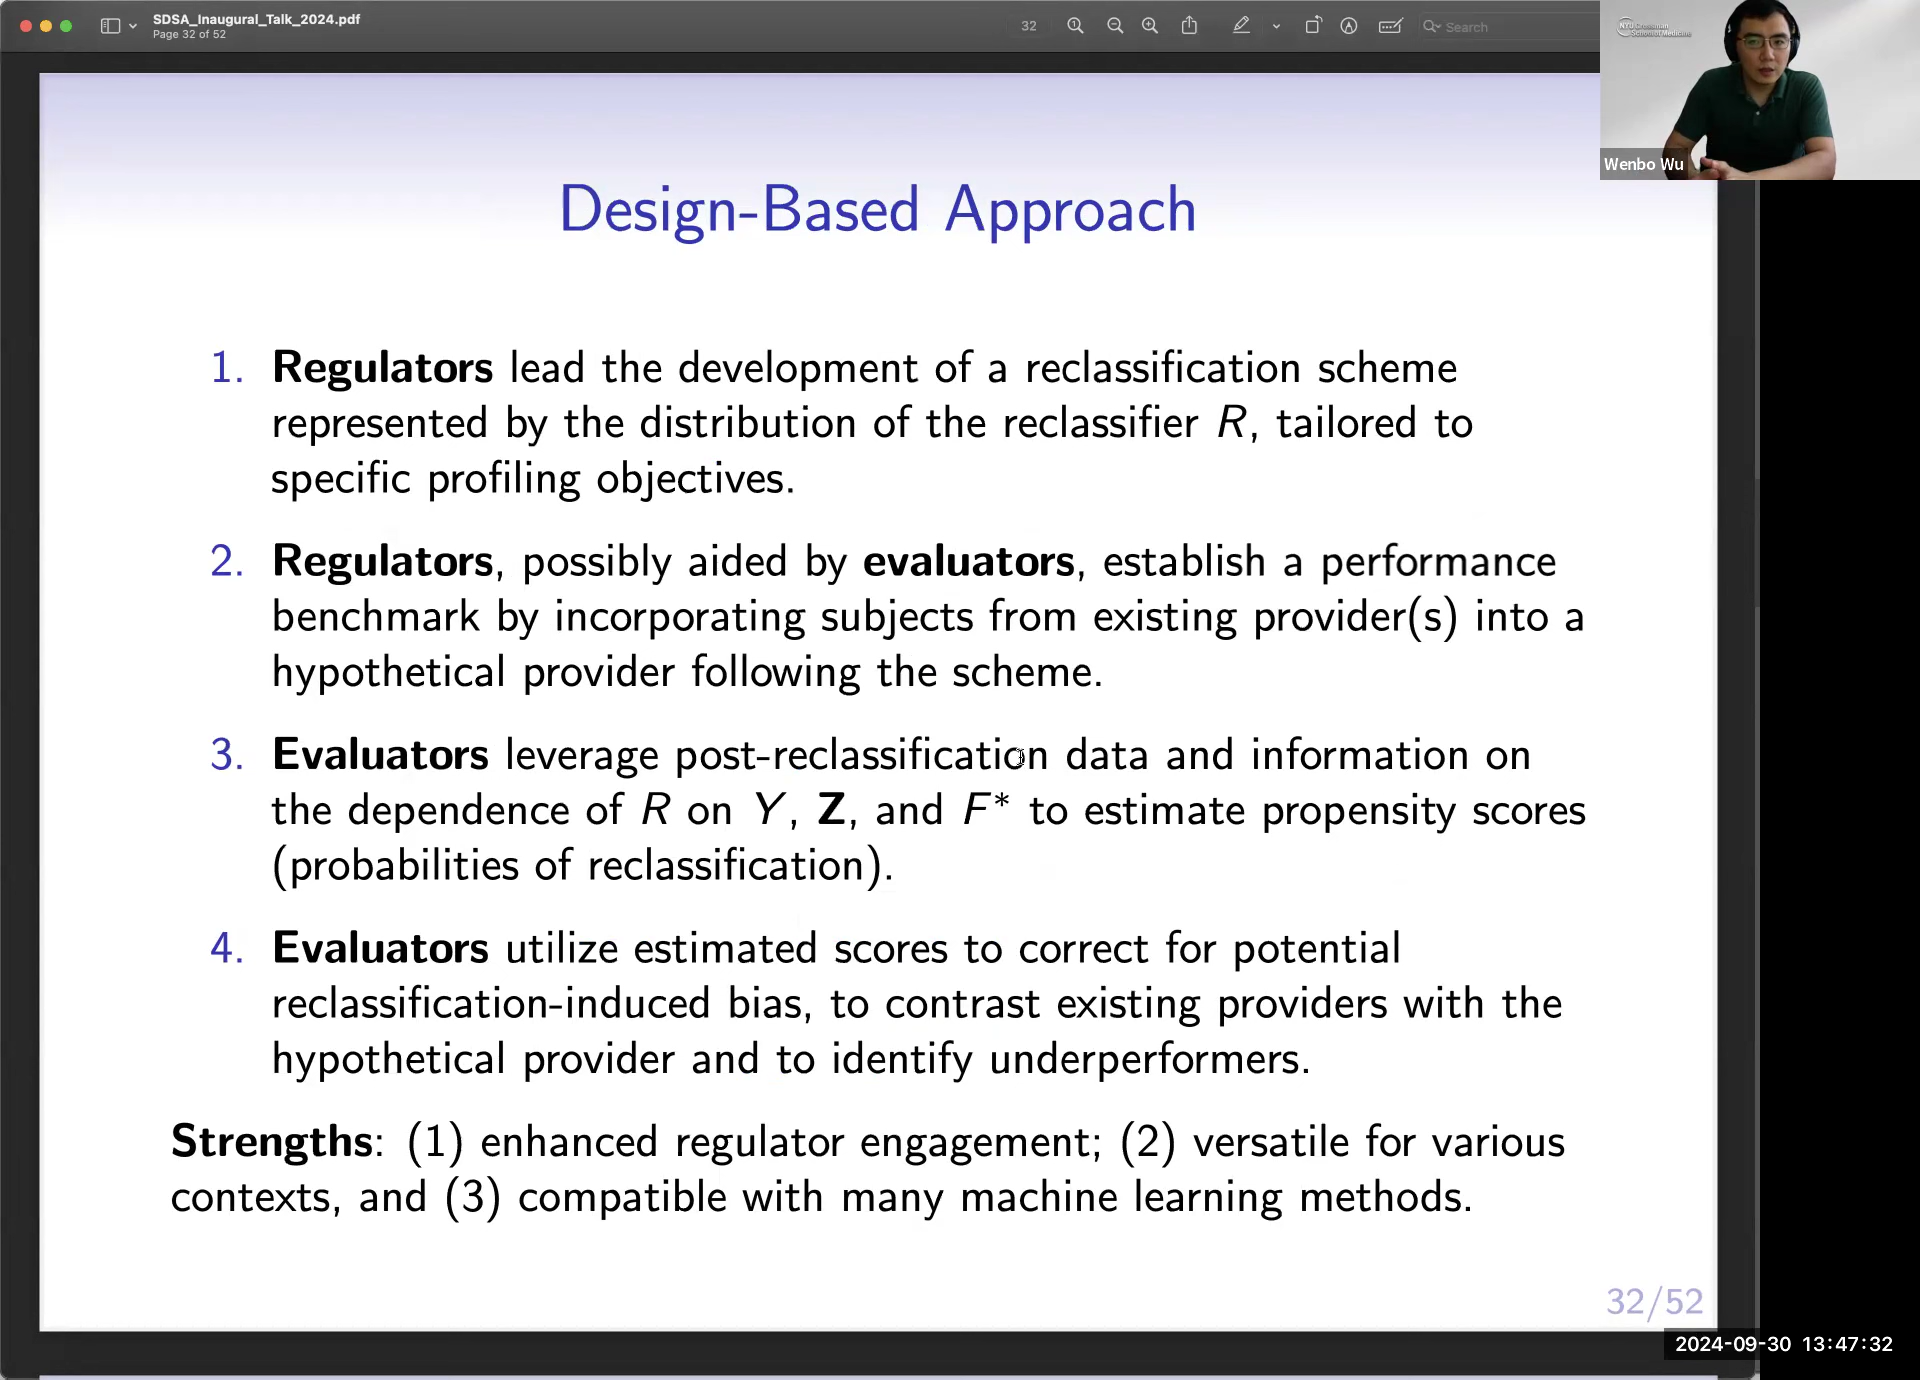 SDSA_Inaugural_Talk_2024.pdf
Page 32 of 52
32
Search
NYU Grossman
School of Medicine
Wenbo Wu
Design-Based Approach
1. Regulators lead the development of a reclassification scheme
represented by the distribution of the reclassifier R, tailored to
specific profiling objectives.
2. Regulators, possibly aided by evaluators, establish a performance
benchmark by incorporating subjects from existing provider(s) into a
hypothetical provider following the scheme.
3. Evaluators leverage post-reclassification data and information on
the dependence of R on Y, Z, and F* to estimate propensity scores
(probabilities of reclassification).
4. Evaluators utilize estimated scores to correct for potential
reclassification-induced bias, to contrast existing providers with the
hypothetical provider and to identify underperformers.
Strengths: (1) enhanced regulator engagement; (2) versatile for various
contexts, and (3) compatible with many machine learning methods.
32/52
2024-09-30 13:47:32